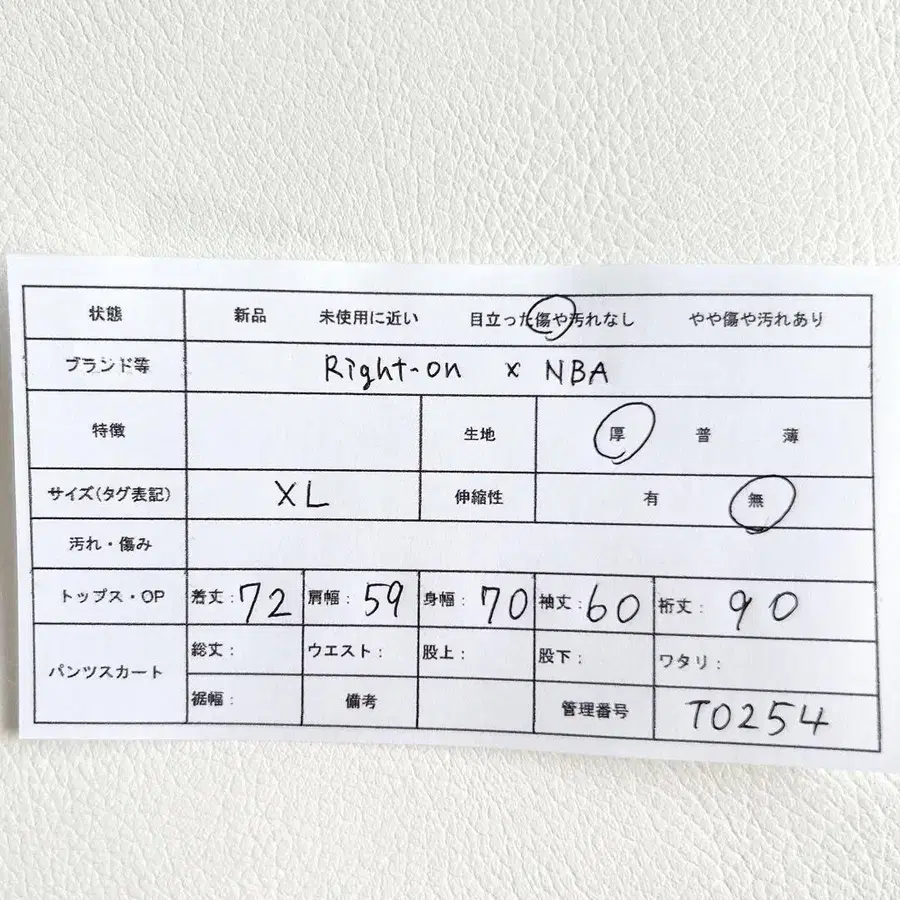 状態 新品 未使用に近い 目立った傷や汚れなし やや傷や汚れあり
ブランド等 Right-on × NBA
特徴 生地 厚 普 薄
サイズ(タグ表記) XL 伸縮性 有 無
汚れ・傷み
トップス・OP 着丈:72 肩幅:59 身幅:70 袖丈:60 裄丈:90
パンツスカート 総丈: ウエスト: 股上: 股下: ワタリ:
裾幅: 備考 管理番号 T0254